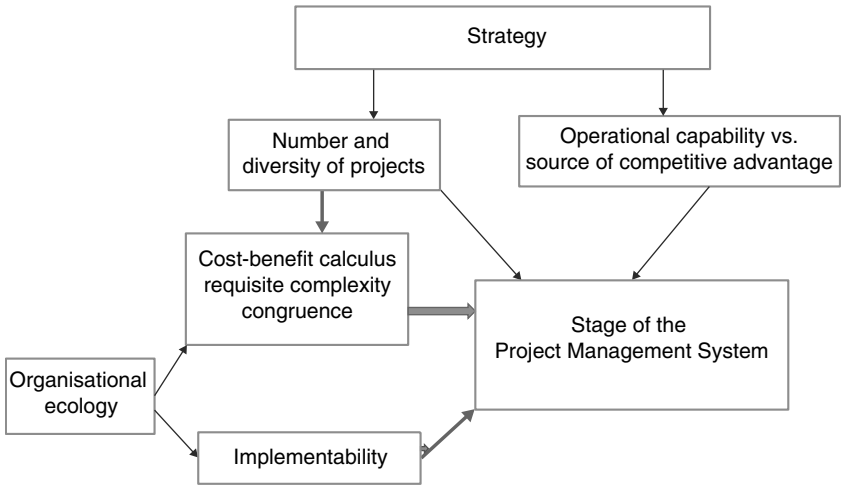 Strategy
Number and
diversity of projects
Operational capability vs.
source of competitive advantage
Cost-benefit calculus
requisite complexity
congruence
Stage of the
Project Management System
Organisational
ecology
Implementability